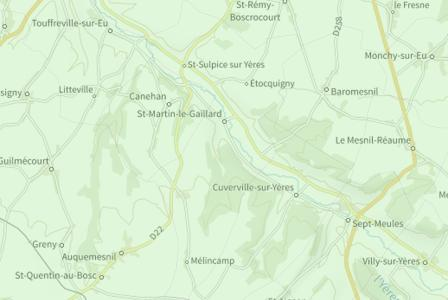 St-Rémy-
Boscrocourt
le Fresne
Touffreville-sur-Eu
D258
Monchy-sur-Eu
St-Sulpice sur Yères
Étocquigny
Litteville
Baromesnil
Canehan
St-Martin-le-Gaillard
Le Mesnil-Réaume
Guilmécourt
Cuverville-sur-Yères
Sept-Meules
D22
Greny
Auquemesnil
Mélincamp
Villy-sur-Yères
St-Quentin-au-Bosc
l'Yères